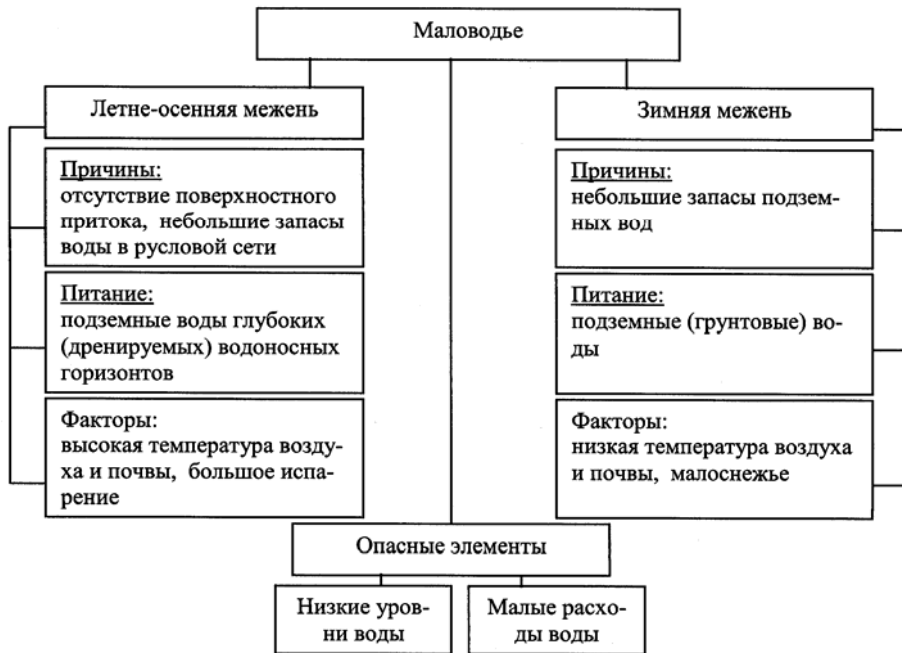 Маловодье
Летне-осенняя межень
Причины:
отсутствие поверхностного
притока, небольшие запасы
воды в русловой сети
Питание:
подземные воды глубоких
(дренируемых) водоносных
горизонтов
Факторы:
высокая температура возду-
ха и почвы, большое испа-
рение
Зимняя межень
Причины:
небольшие запасы подзем-
ных вод
Питание:
подземные (грунтовые) во-
ды
Факторы:
низкая температура воздуха
и почвы, малоснежье
Опасные элементы
Низкие уров-
ни воды
Малые расхо-
ды воды